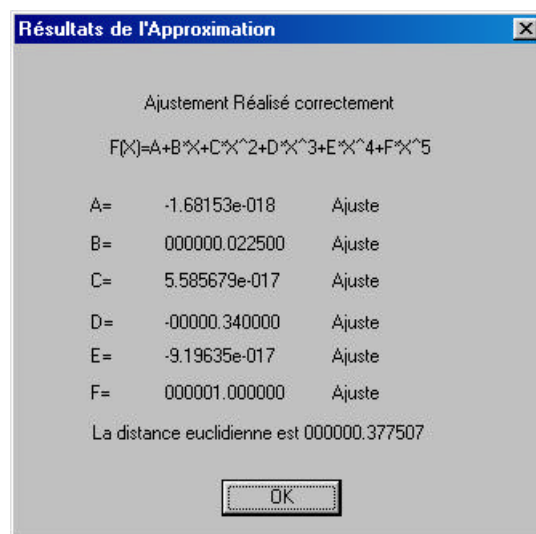 Résultats de l'Approximation
Ajustement Réalisé correctement
F(X)=A+B*X+C*X^2+D*X^3+E*X^4+F*X^5
A= -1.68153e-018 Ajuste
B= 000000.022500 Ajuste
C= 5.585679e-017 Ajuste
D= -00000.340000 Ajuste
E= -9.19635e-017 Ajuste
F= 000001.000000 Ajuste
La distance euclidienne est 000000.377507
OK